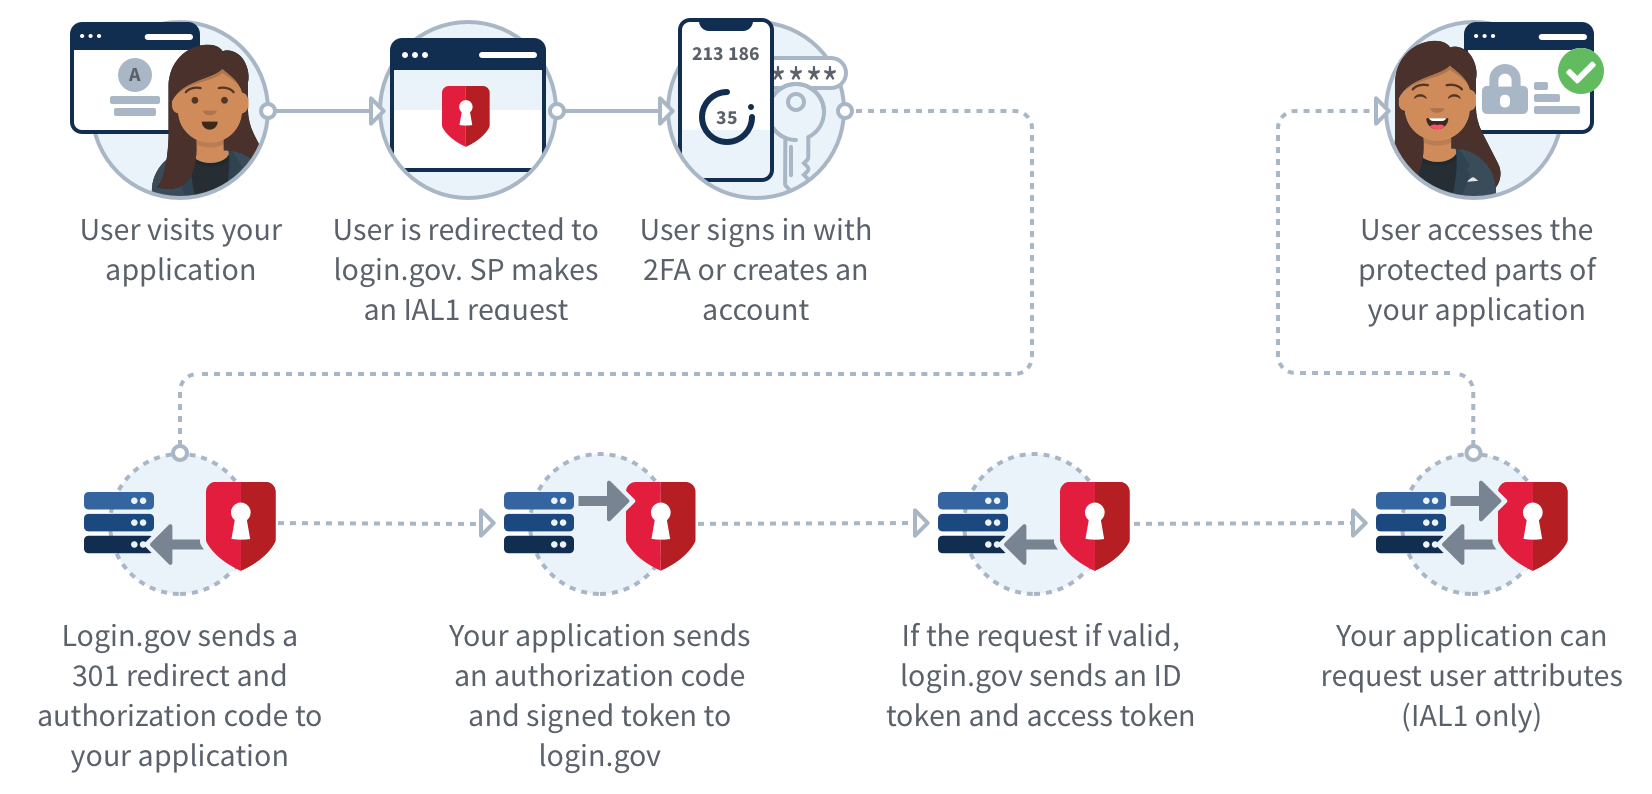 A
213 186
****
35
User visits your
application
User is redirected to
login.gov. SP makes
an IAL1 request
User signs in with
2FA or creates an
account
User accesses the
protected parts of
your application
Login.gov sends a
301 redirect and
authorization code to
your application
Your application sends
an authorization code
and signed token to
login.gov
If the request if valid,
login.gov sends an ID
token and access token
Your application can
request user attributes
(IAL1 only)